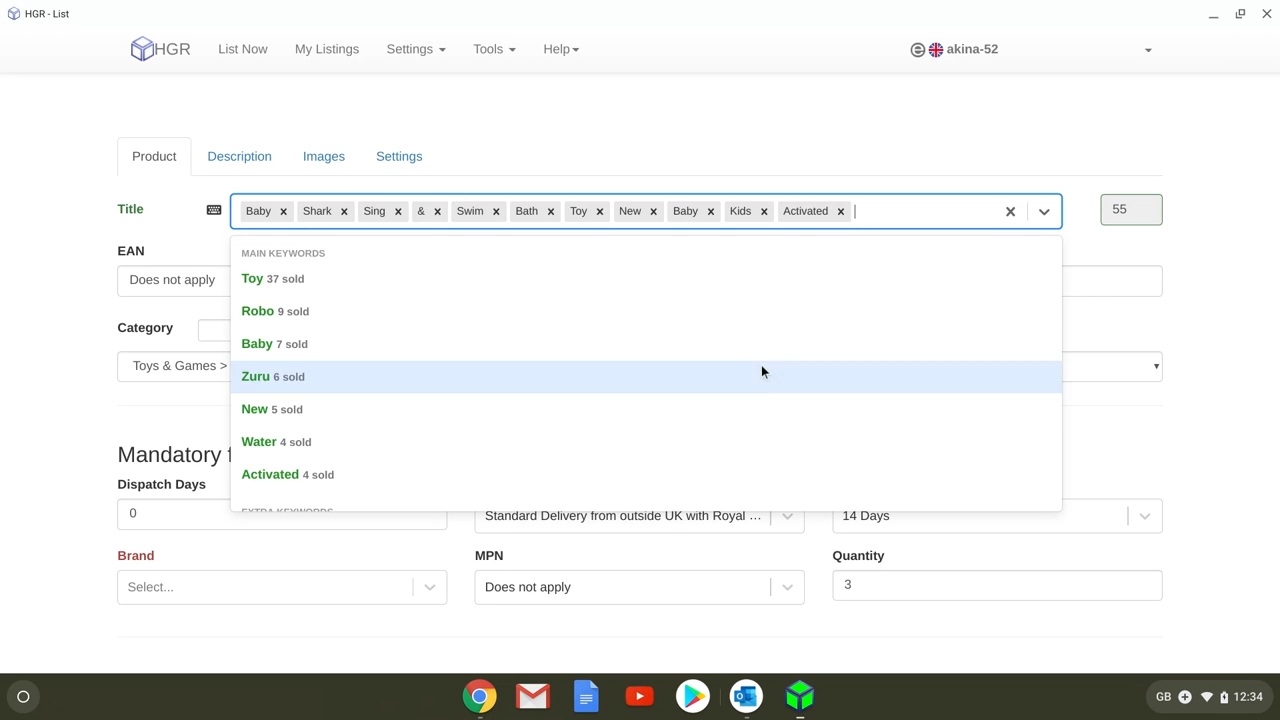 HGR - List
HGR List Now My Listings Settings Tools Help akina-52
Product Description Images Settings
Title Baby Shark Sing & Swim Bath Toy New Baby Kids Activated 55
EAN
MAIN KEYWORDS
Does not apply
Toy 37 sold
Robo 9 sold
Category
Baby 7 sold
Toys & Games >
Zuru 6 sold
New 5 sold
Water 4 sold
Mandatory f
Activated 4 sold
Dispatch Days
EXTRA KEYWORDS
0 Standard Delivery from outside UK with Royal ... 14 Days
Brand MPN Quantity
Select... Does not apply 3
GB 12:34